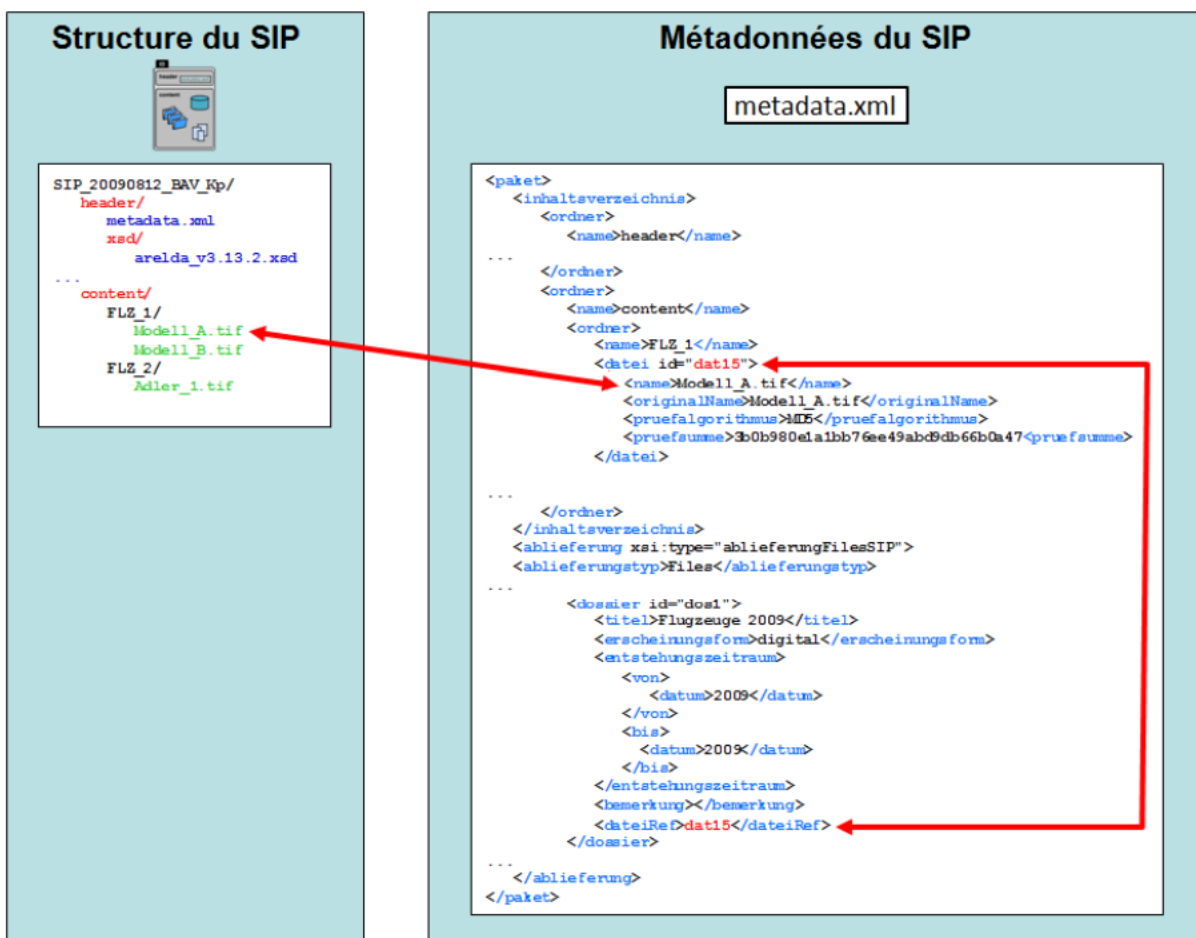 Structure du SIP
header
content
SIP_20090812_BAV_Kp/
header/
metadata.xml
xsd/
arelda_v3.13.2.xsd
...
content/
FLZ_1/
Modell_A.tif
Modell_B.tif
FLZ_2/
Adler_1.tif
Métadonnées du SIP
metadata.xml
<paket>
<inhaltsverzeichnis>
<ordner>
<name>header</name>
...
</ordner>
<ordner>
<name>content</name>
<ordner>
<name>FLZ_1</name>
<datei id="dat15">
<name>Modell_A.tif</name>
<originalName>Modell_A.tif</originalName>
<pruefalgorithmus>MD5</pruefalgorithmus>
<pruefsumme>3b0b980e1a1bb76ee49abd9db66b0a47<pruefsumme>
</datei>
...
</ordner>
</inhaltsverzeichnis>
<ablieferung xsi:type="ablieferungFilesSIP">
<ablieferungstyp>Files</ablieferungstyp>
...
<dossier id="dos1">
<titel>Flugzeuge 2009</titel>
<erscheinungsform>digital</erscheinungsform>
<entstehungszeitraum>
<von>
<datum>2009</datum>
</von>
<bis>
<datum>2009</datum>
</bis>
</entstehungszeitraum>
<bemerkung></bemerkung>
<dateiRef>dat15</dateiRef>
</dossier>
...
</ablieferung>
</paket>